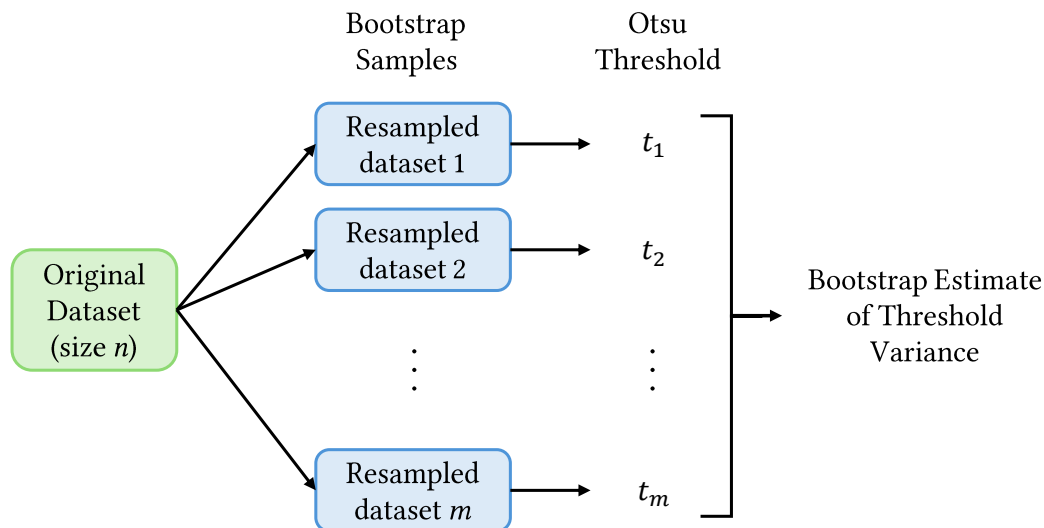 Bootstrap
Samples
Otsu
Threshold
Original
Dataset
(size n)
Resampled
dataset 1
t₁
Resampled
dataset 2
t₂
⋮
⋮
Resampled
dataset m
tₘ
Bootstrap Estimate
of Threshold
Variance